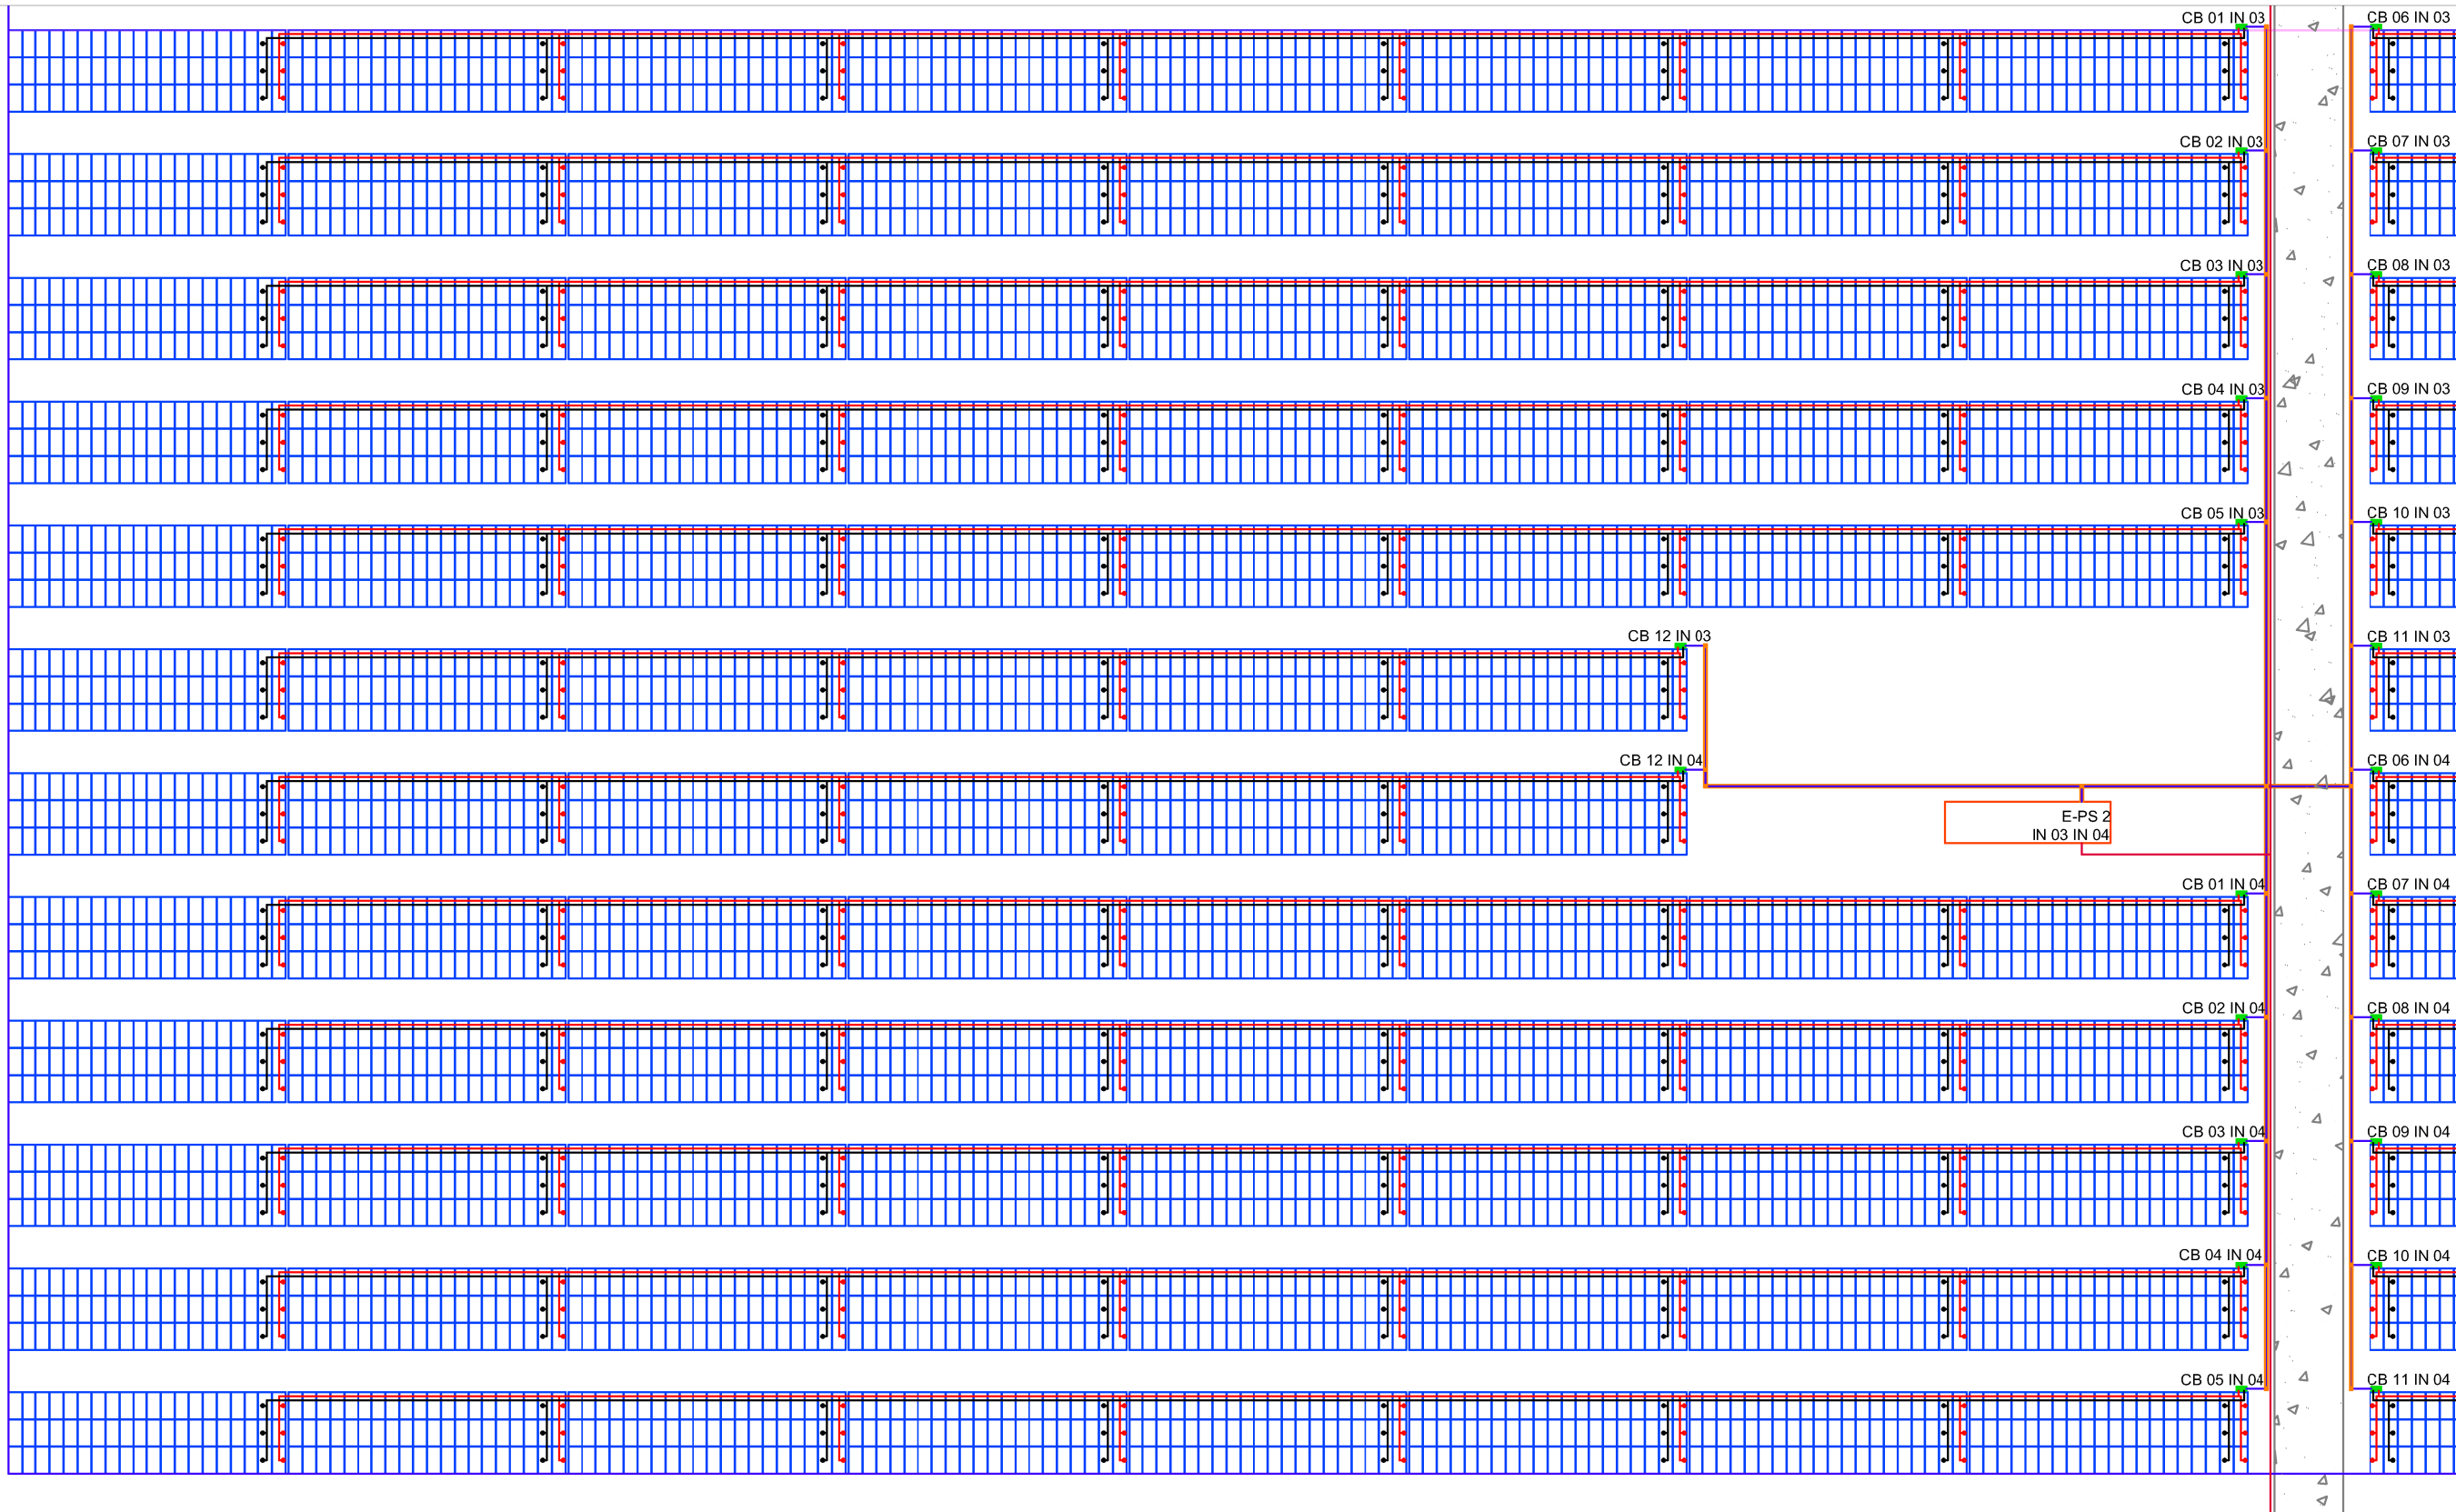 CB 01 IN 03
CB 06 IN 03
CB 02 IN 03
CB 07 IN 03
CB 03 IN 03
CB 08 IN 03
CB 04 IN 03
CB 09 IN 03
CB 05 IN 03
CB 10 IN 03
CB 12 IN 03
CB 11 IN 03
CB 12 IN 04
CB 06 IN 04
E-PS 2
IN 03 IN 04
CB 01 IN 04
CB 07 IN 04
CB 02 IN 04
CB 08 IN 04
CB 03 IN 04
CB 09 IN 04
CB 04 IN 04
CB 10 IN 04
CB 05 IN 04
CB 11 IN 04